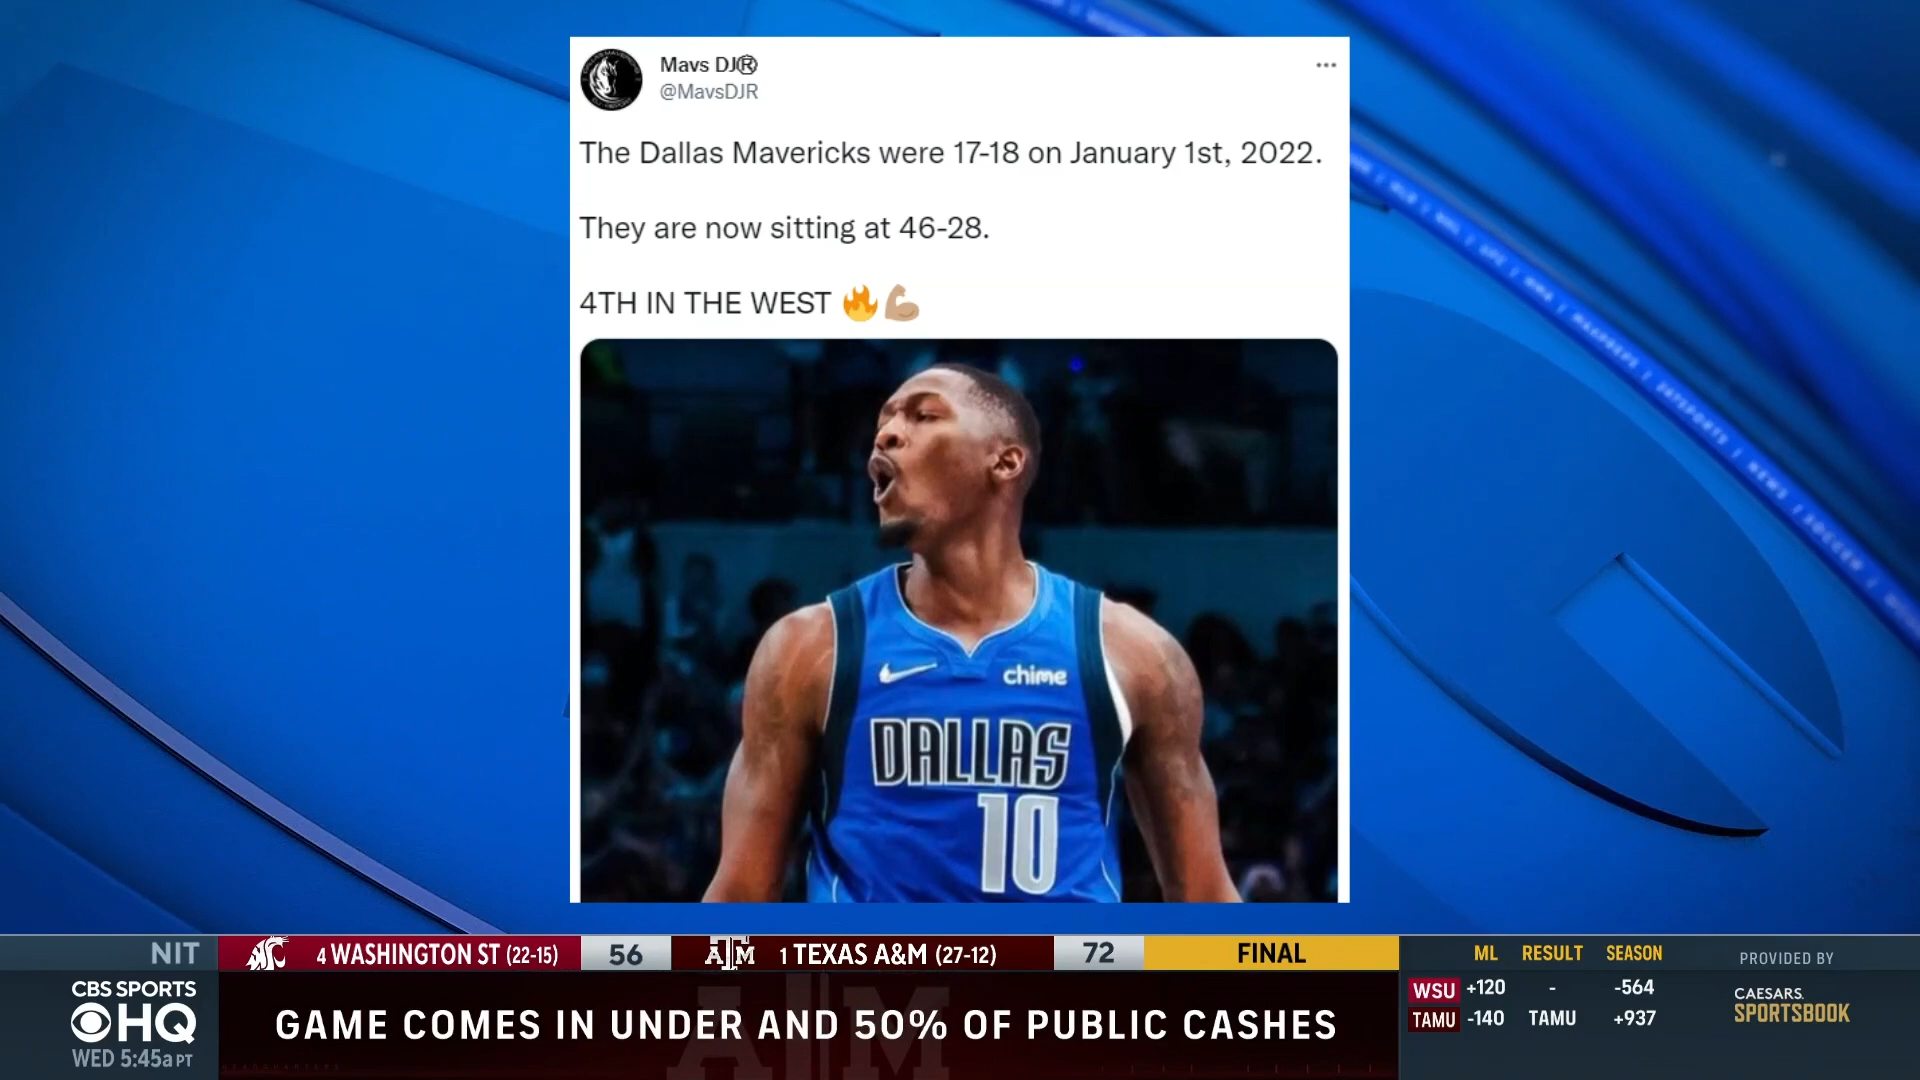 Mavs DJ®
@MavsDJR
The Dallas Mavericks were 17-18 on January 1st, 2022.
They are now sitting at 46-28.
4TH IN THE WEST 🔥💪🏽
chime
DALLAS
10
NIT
4 WASHINGTON ST (22-15) 56 1 TEXAS A&M (27-12) 72 FINAL
CBS SPORTS
HQ
WED 5:45a PT
GAME COMES IN UNDER AND 50% OF PUBLIC CASHES
ML RESULT SEASON
WSU +120 - -564
TAMU -140 TAMU +937
PROVIDED BY
CAESARS
SPORTSBOOK